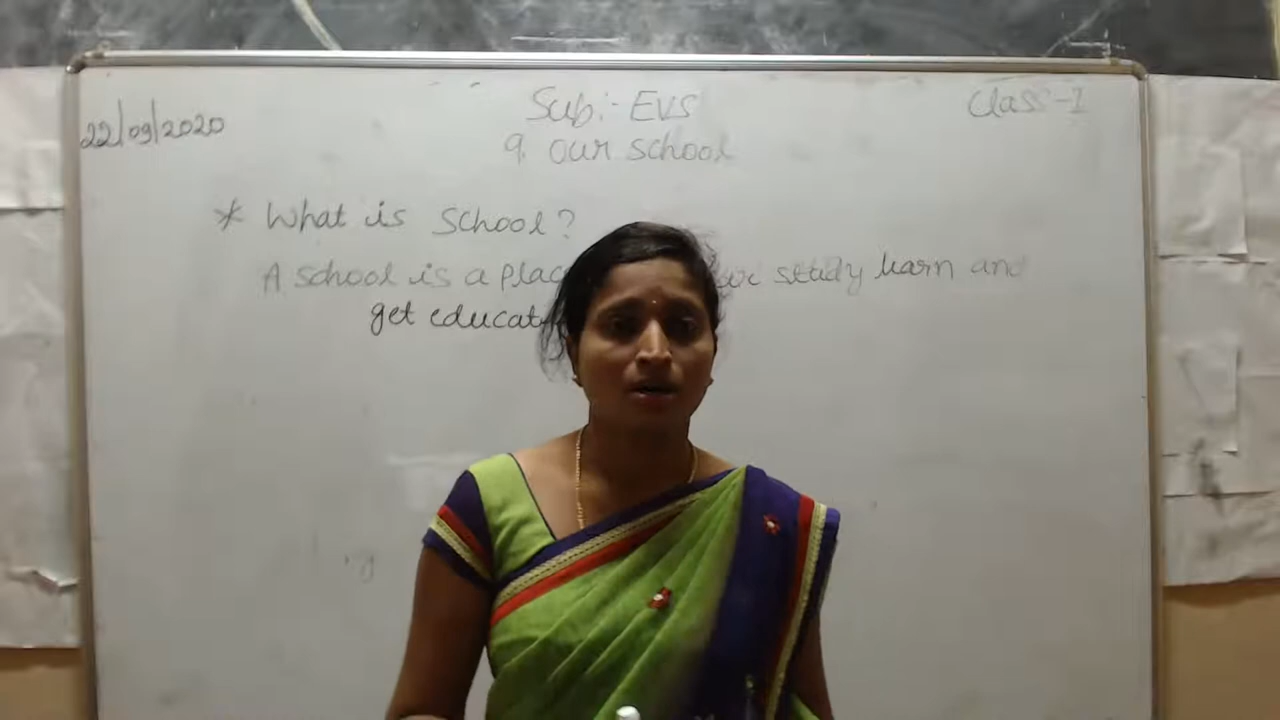 22/09/2020
Sub:- EVS
Class-1
9. our school
* What is School?
A school is a plac we study learn and
get educat